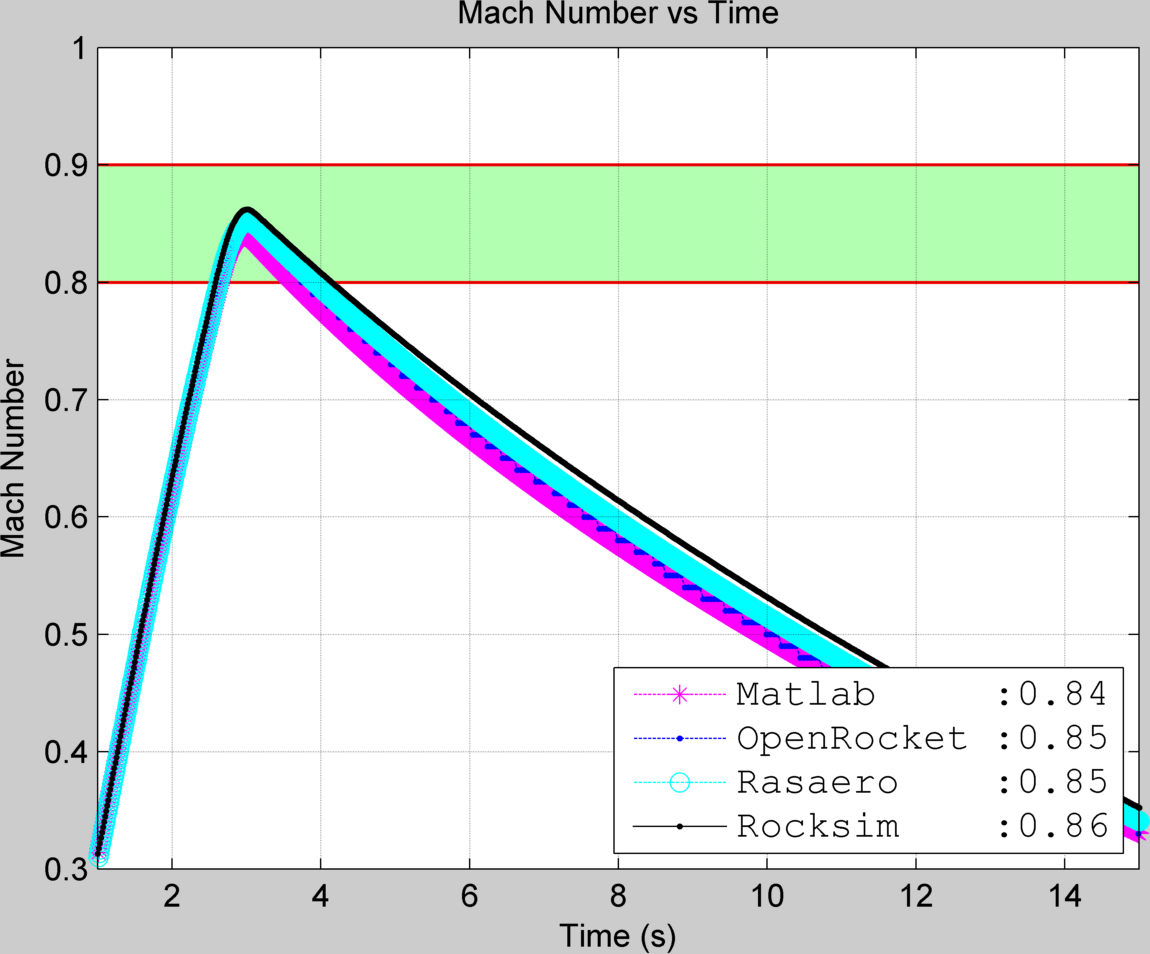 Mach Number vs Time
1
0.9
0.8
0.7
0.6
0.5
0.4
0.3
Mach Number
2 4 6 8 10 12 14
Time (s)
Matlab :0.84
OpenRocket :0.85
Rasaero :0.85
Rocksim :0.86